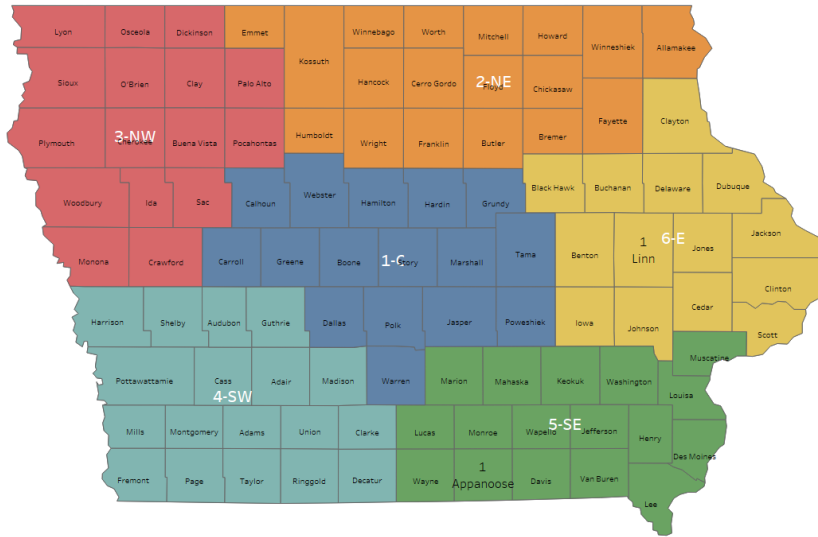 Lyon Osceola Dickinson Emmet Winnebago Worth Mitchell Howard Winneshiek Allamakee
Kossuth
Sioux O'Brien Clay Palo Alto Hancock Cerro Gordo Floyd Chickasaw
2-NE
Clayton
Plymouth Cherokee Buena Vista Pocahontas Humboldt Wright Franklin Butler Bremer Fayette
3-NW
Woodbury Ida Sac Calhoun Webster Hamilton Hardin Grundy Black Hawk Buchanan Delaware Dubuque
Monona Crawford Carroll Greene Boone Story Marshall Tama Benton
1
Linn
Jones Jackson
1-C
6-E
Clinton
Harrison Shelby Audubon Guthrie Dallas Polk Jasper Poweshiek Iowa Johnson Cedar
Scott
Muscatine
Pottawattamie Cass Adair Madison Warren Marion Mahaska Keokuk Washington
Louisa
4-SW
5-SE
Mills Montgomery Adams Union Clarke Lucas Monroe Wapello Jefferson Henry
Des Moines
Fremont Page Taylor Ringgold Decatur Wayne
1
Appanoose
Davis Van Buren
Lee